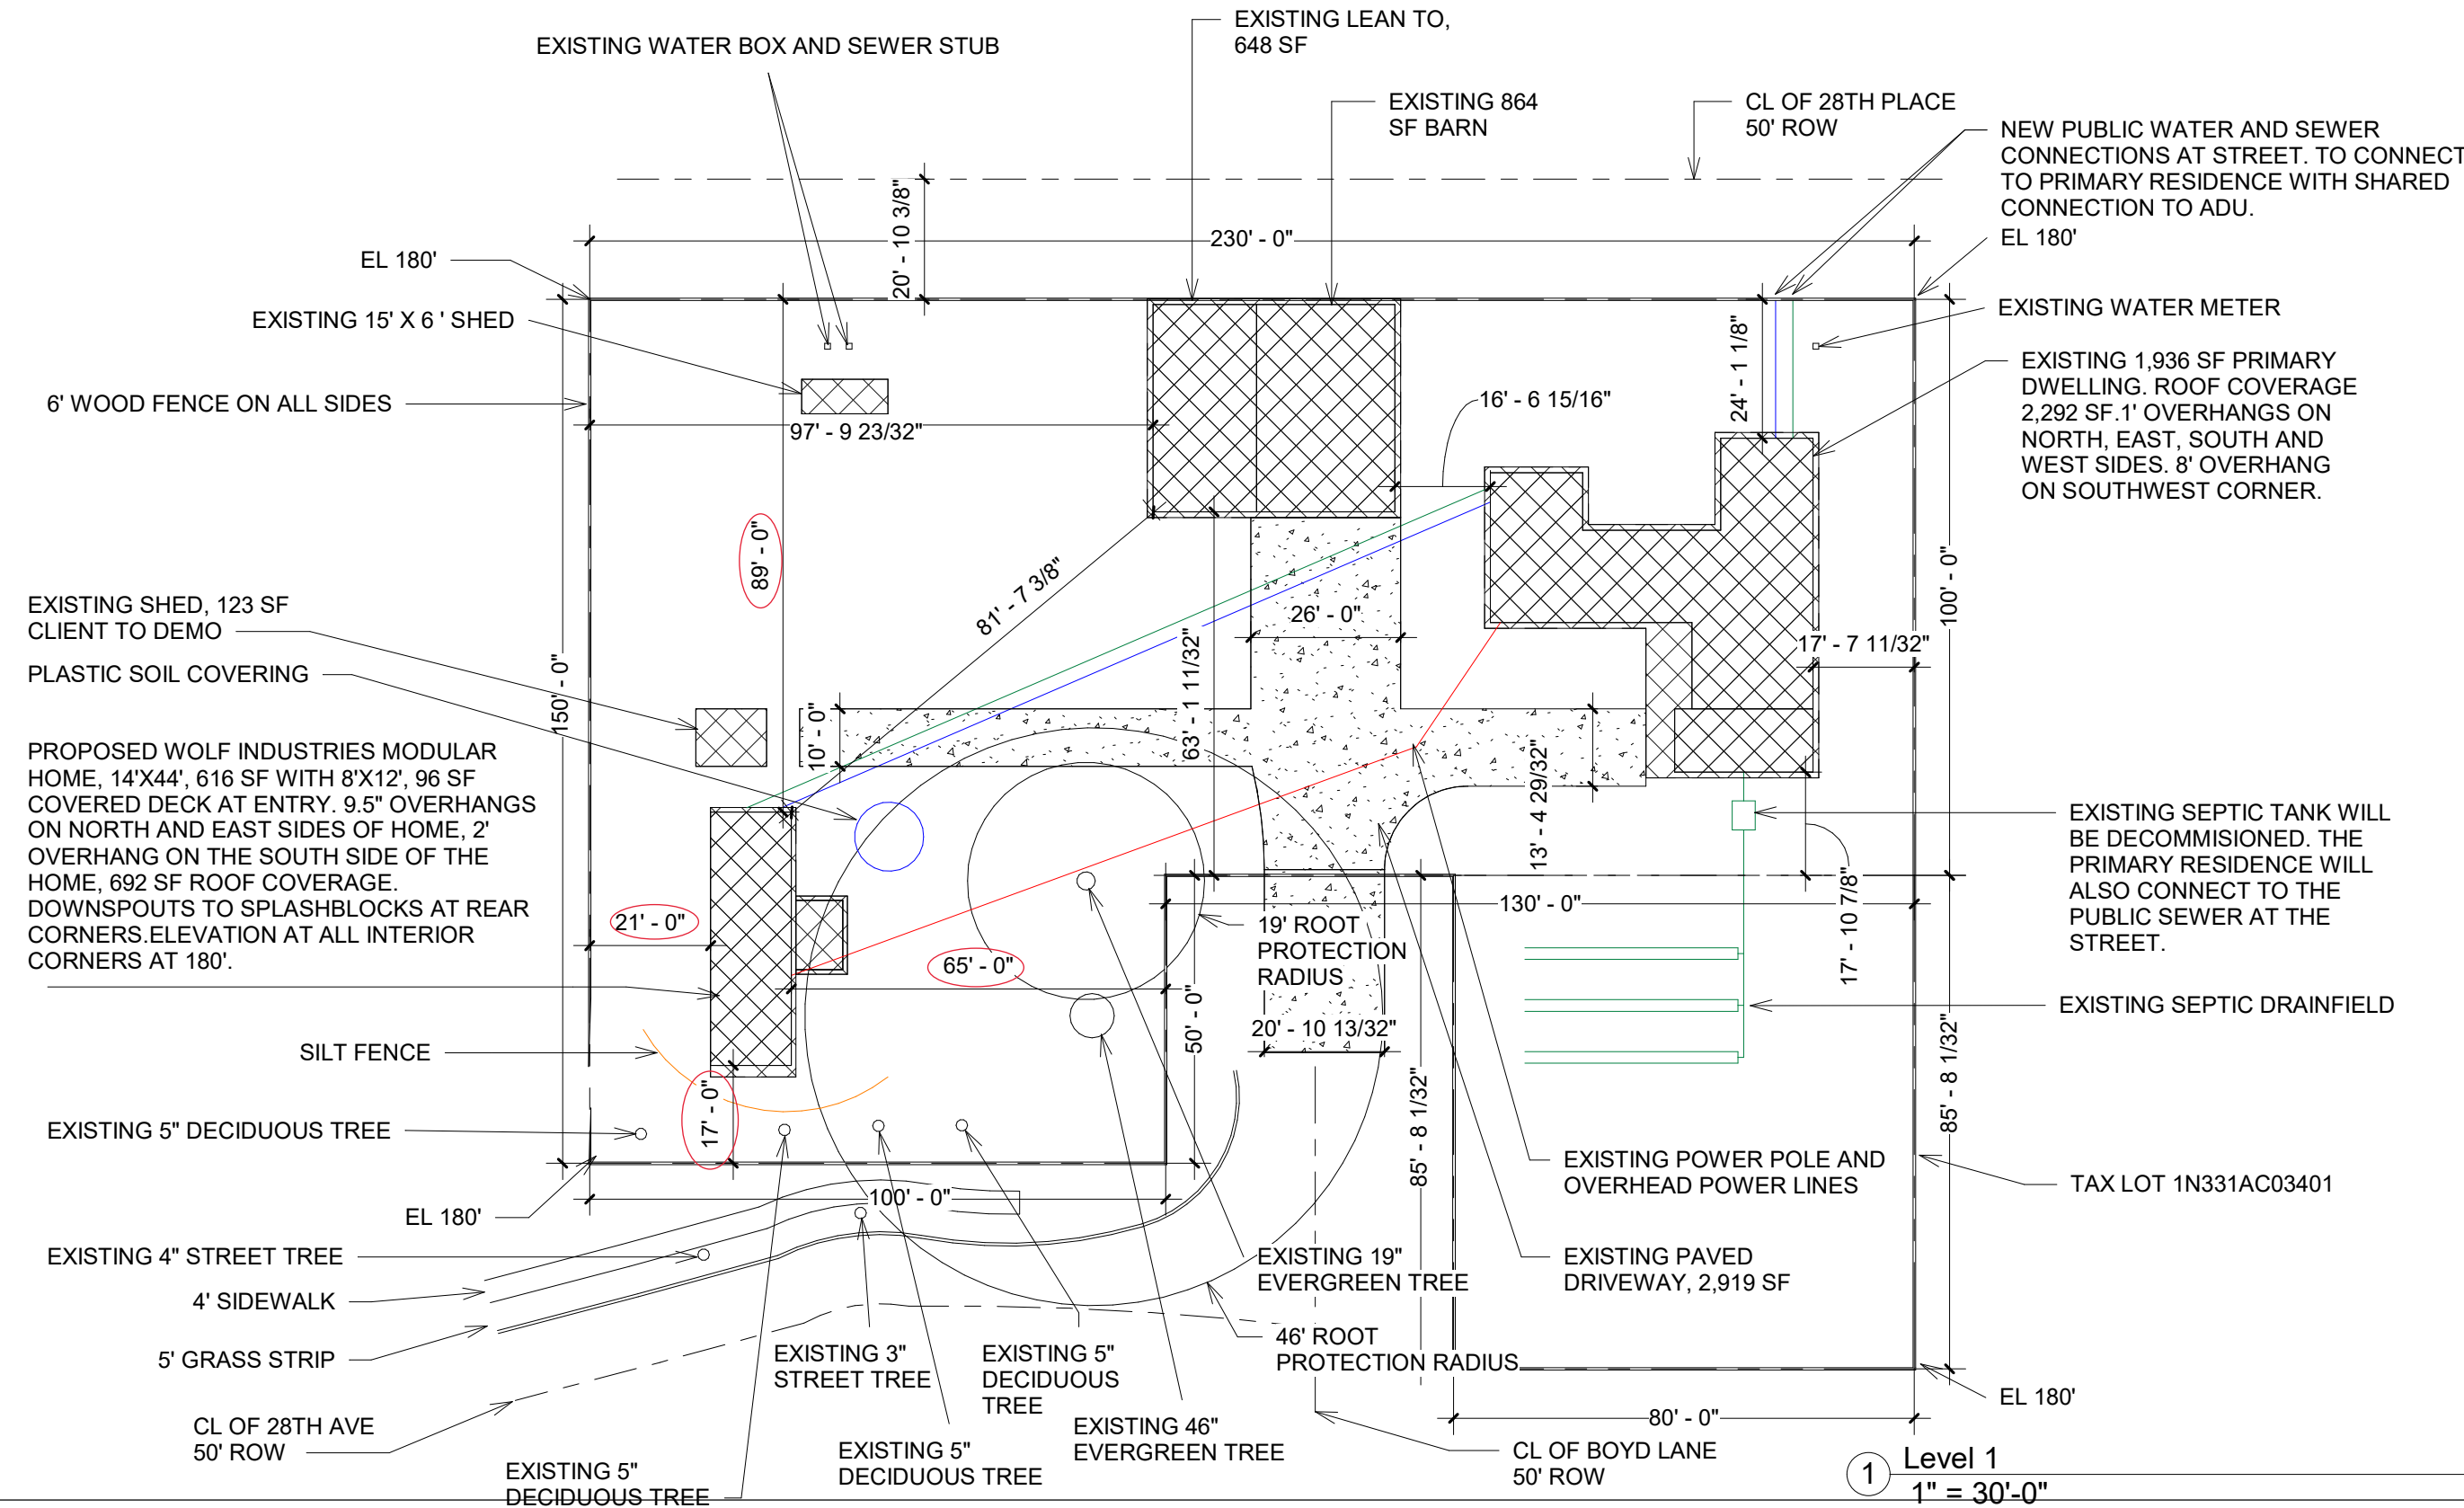 EXISTING LEAN TO,
648 SF
EXISTING WATER BOX AND SEWER STUB
EXISTING 864
SF BARN
CL OF 28TH PLACE
50' ROW
NEW PUBLIC WATER AND SEWER
CONNECTIONS AT STREET. TO CONNECT
TO PRIMARY RESIDENCE WITH SHARED
CONNECTION TO ADU.
20' - 10 3/8"
230' - 0"
EL 180'
EL 180'
EXISTING WATER METER
EXISTING 15' X 6 ' SHED
24' - 1 1/8"
EXISTING 1,936 SF PRIMARY
DWELLING. ROOF COVERAGE
2,292 SF.1' OVERHANGS ON
NORTH, EAST, SOUTH AND
WEST SIDES. 8' OVERHANG
ON SOUTHWEST CORNER.
6' WOOD FENCE ON ALL SIDES
16' - 6 15/16"
97' - 9 23/32"
89' - 0"
81' - 7 3/8"
100' - 0"
EXISTING SHED, 123 SF
CLIENT TO DEMO
26' - 0"
17' - 7 11/32"
PLASTIC SOIL COVERING
150' - 0"
63' - 1 11/32"
10' - 0"
PROPOSED WOLF INDUSTRIES MODULAR
HOME, 14'X44', 616 SF WITH 8'X12', 96 SF
COVERED DECK AT ENTRY. 9.5" OVERHANGS
ON NORTH AND EAST SIDES OF HOME, 2'
OVERHANG ON THE SOUTH SIDE OF THE
HOME, 692 SF ROOF COVERAGE.
DOWNSPOUTS TO SPLASHBLOCKS AT REAR
CORNERS.ELEVATION AT ALL INTERIOR
CORNERS AT 180'.
13' - 4 29/32"
EXISTING SEPTIC TANK WILL
BE DECOMMISIONED. THE
PRIMARY RESIDENCE WILL
ALSO CONNECT TO THE
PUBLIC SEWER AT THE
STREET.
21' - 0"
65' - 0"
19' ROOT
PROTECTION
RADIUS
130' - 0"
17' - 10 7/8"
EXISTING SEPTIC DRAINFIELD
50' - 0"
20' - 10 13/32"
SILT FENCE
17' - 0"
85' - 8 1/32"
85' - 8 1/32"
EXISTING 5" DECIDUOUS TREE
EXISTING POWER POLE AND
OVERHEAD POWER LINES
TAX LOT 1N331AC03401
100' - 0"
EL 180'
EXISTING 4" STREET TREE
EXISTING 19"
EVERGREEN TREE
EXISTING PAVED
DRIVEWAY, 2,919 SF
4' SIDEWALK
5' GRASS STRIP
EXISTING 3"
STREET TREE
EXISTING 5"
DECIDUOUS
TREE
46' ROOT
PROTECTION RADIUS
EL 180'
CL OF 28TH AVE
50' ROW
EXISTING 46"
EVERGREEN TREE
80' - 0"
EXISTING 5"
DECIDUOUS TREE
EXISTING 5"
DECIDUOUS TREE
CL OF BOYD LANE
50' ROW
1 Level 1
1" = 30'-0"